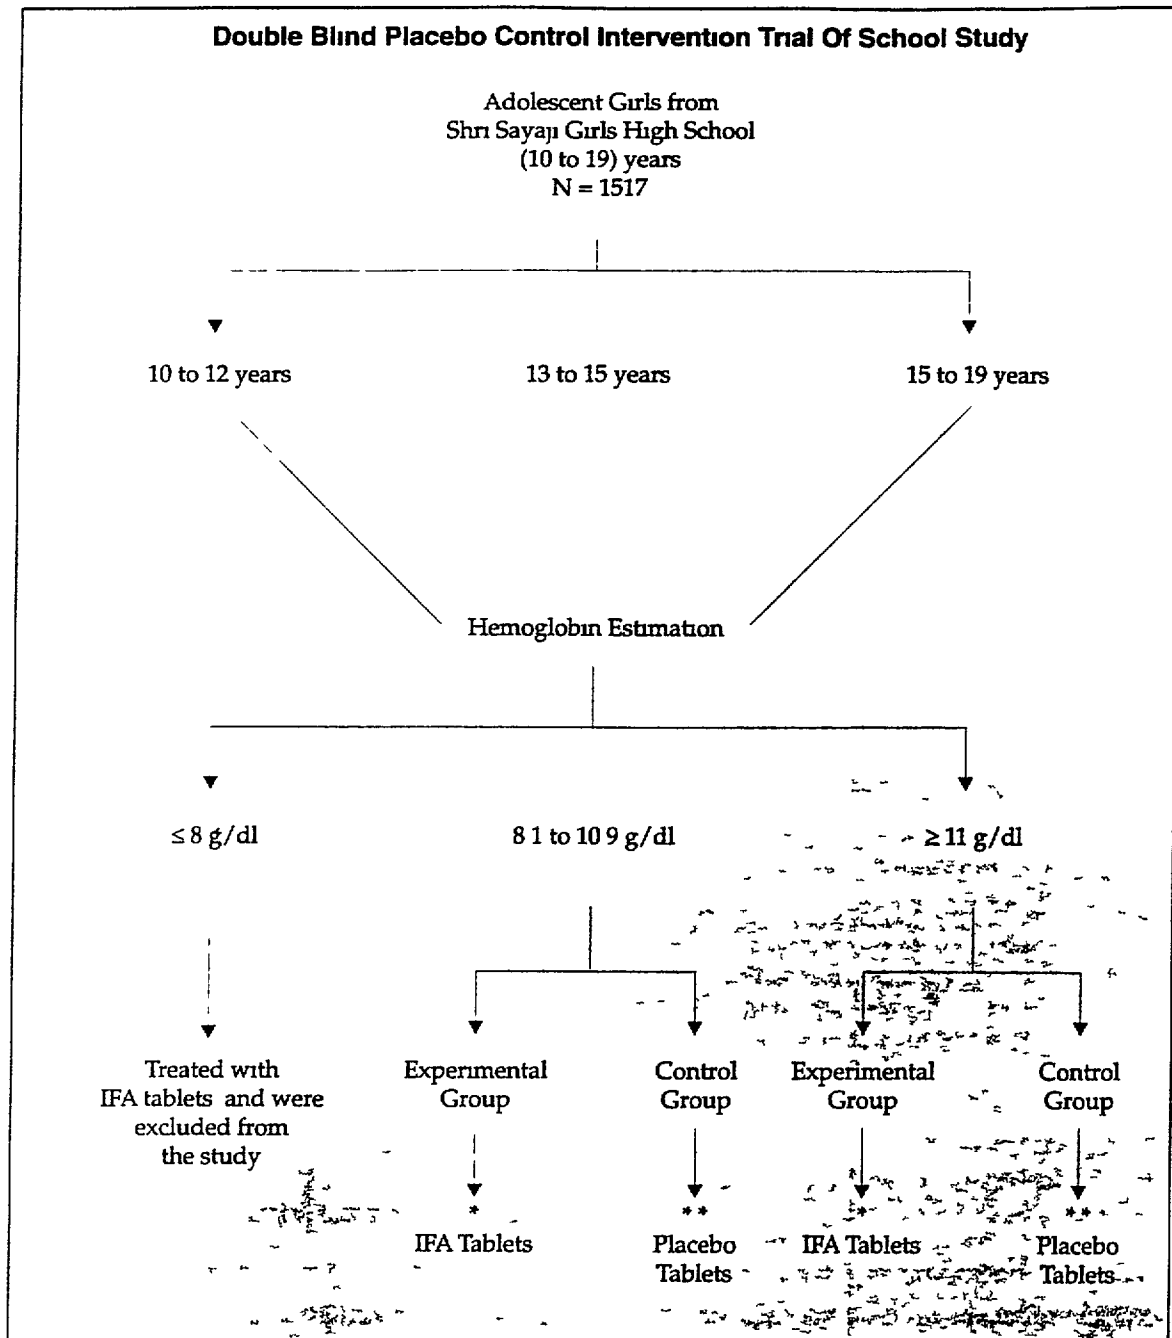 Double Blind Placebo Control Intervention Trial Of School Study
Adolescent Girls from
Shri Sayaji Girls High School
(10 to 19) years
N = 1517
10 to 12 years
13 to 15 years
15 to 19 years
Hemoglobin Estimation
≤ 8 g/dl
8 1 to 10 9 g/dl
≥ 11 g/dl
Treated with
IFA tablets and were
excluded from
the study
Experimental
Group
Control
Group
Experimental
Group
Control
Group
*
IFA Tablets
**
Placebo
Tablets
*
IFA Tablets
**
Placebo
Tablets